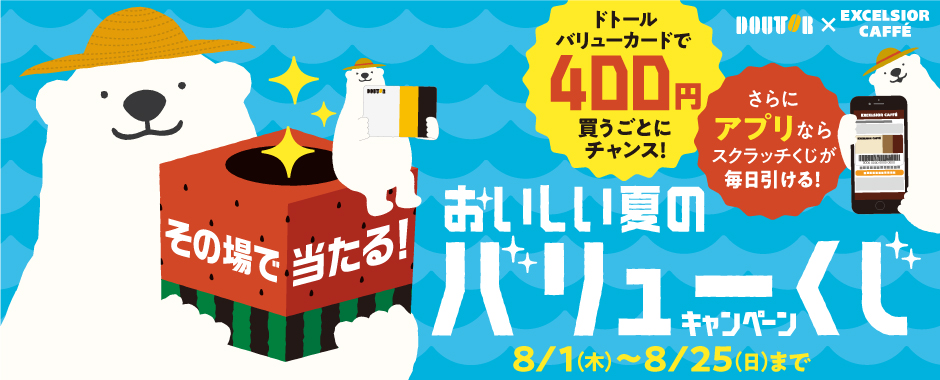 DOUTOR × EXCELSIOR CAFFÉ
ドトール
バリューカードで
400円
買うごとに
チャンス!
さらに
アプリなら
スクラッチくじが
毎日引ける!
DOUTOR
EXCELSIOR CAFFÉ
その場で当たる!
おいしい夏の
バリューくじ
キャンペーン
8/1(木)〜8/25(日)まで